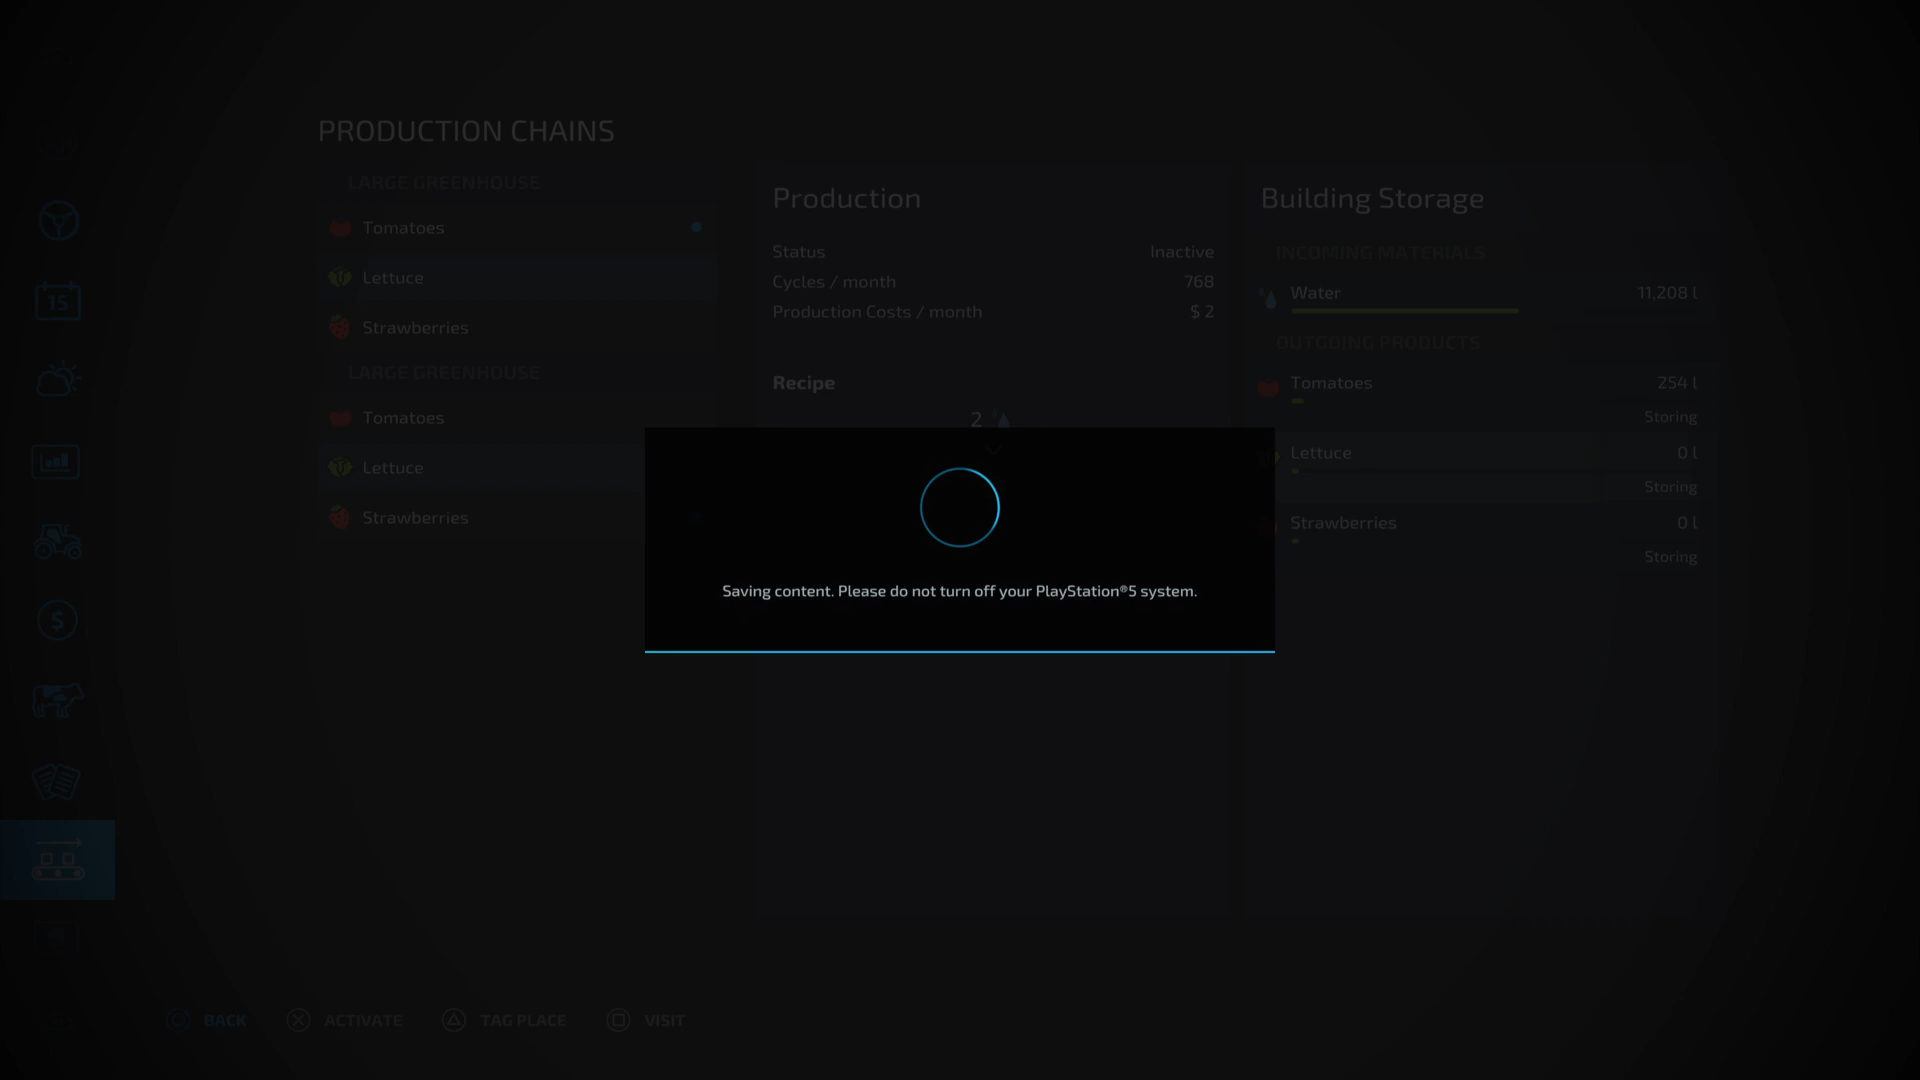 PRODUCTION CHAINS
LARGE GREENHOUSE
Tomatoes
Lettuce
Strawberries
LARGE GREENHOUSE
Tomatoes
Lettuce
Strawberries
Production
Status Inactive
Cycles / month 768
Production Costs / month $ 2
Recipe
2
Building Storage
INCOMING MATERIALS
Water 11,208 l
OUTGOING PRODUCTS
Tomatoes 254 l
Storing
Lettuce 0 l
Storing
Strawberries 0 l
Storing
Saving content. Please do not turn off your PlayStation®5 system.
15
$
BACK ACTIVATE TAG PLACE VISIT